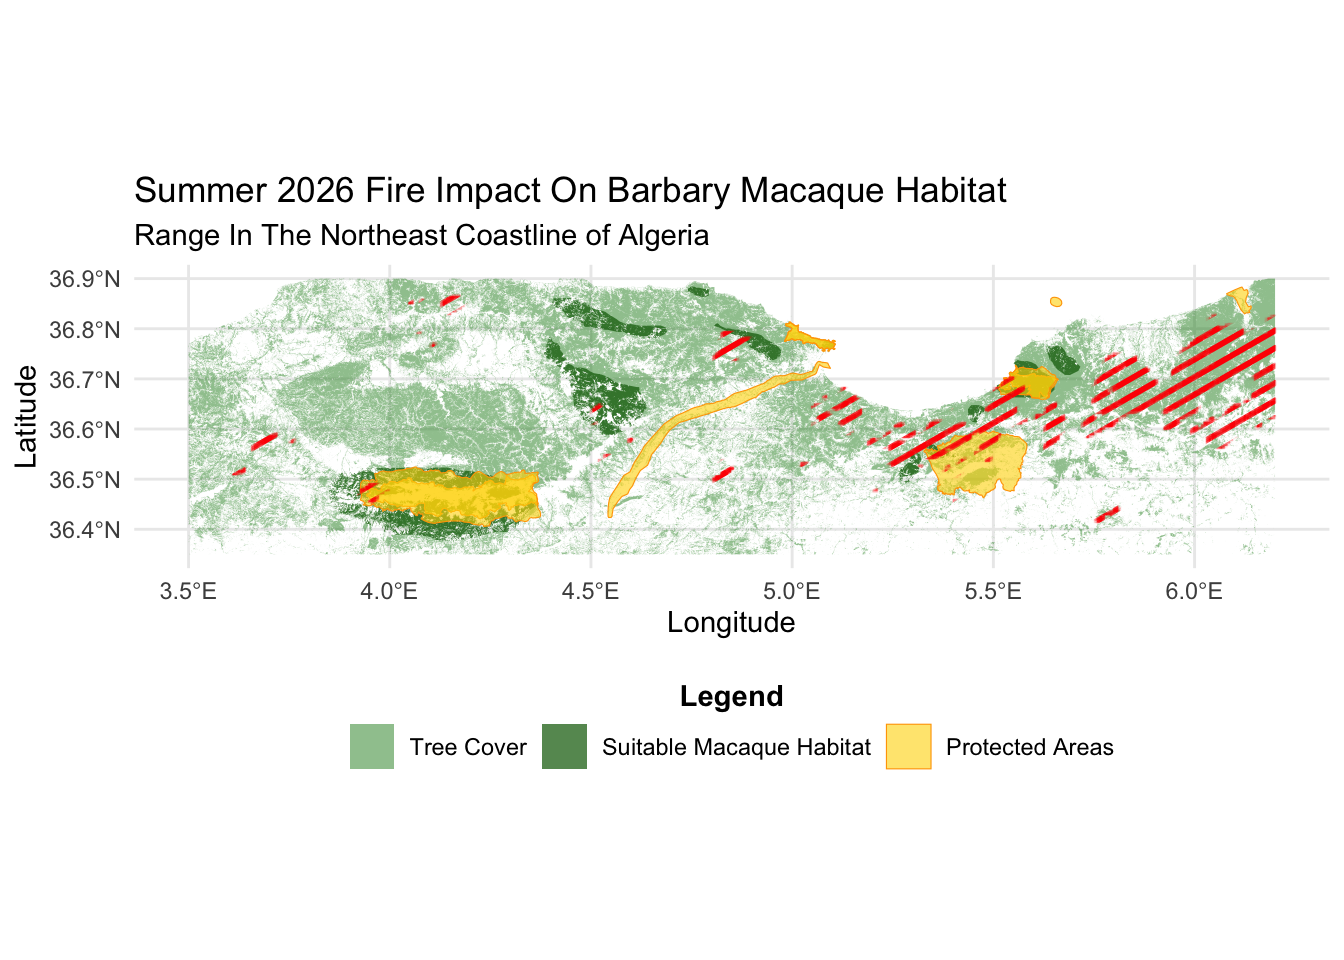 Summer 2026 Fire Impact On Barbary Macaque Habitat
Range In The Northeast Coastline of Algeria
36.9°N
36.8°N
36.7°N
36.6°N
36.5°N
36.4°N
Latitude
3.5°E 4.0°E 4.5°E 5.0°E 5.5°E 6.0°E
Longitude
Legend
Tree Cover Suitable Macaque Habitat Protected Areas